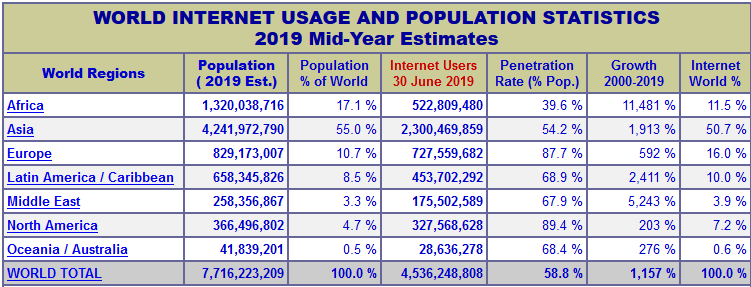 WORLD INTERNET USAGE AND POPULATION STATISTICS
2019 Mid-Year Estimates
World Regions Population ( 2019 Est.) Population % of World Internet Users 30 June 2019 Penetration Rate (% Pop.) Growth 2000-2019 Internet World %
Africa 1,320,038,716 17.1 % 522,809,480 39.6 % 11,481 % 11.5 %
Asia 4,241,972,790 55.0 % 2,300,469,859 54.2 % 1,913 % 50.7 %
Europe 829,173,007 10.7 % 727,559,682 87.7 % 592 % 16.0 %
Latin America / Caribbean 658,345,826 8.5 % 453,702,292 68.9 % 2,411 % 10.0 %
Middle East 258,356,867 3.3 % 175,502,589 67.9 % 5,243 % 3.9 %
North America 366,496,802 4.7 % 327,568,628 89.4 % 203 % 7.2 %
Oceania / Australia 41,839,201 0.5 % 28,636,278 68.4 % 276 % 0.6 %
WORLD TOTAL 7,716,223,209 100.0 % 4,536,248,808 58.8 % 1,157 % 100.0 %